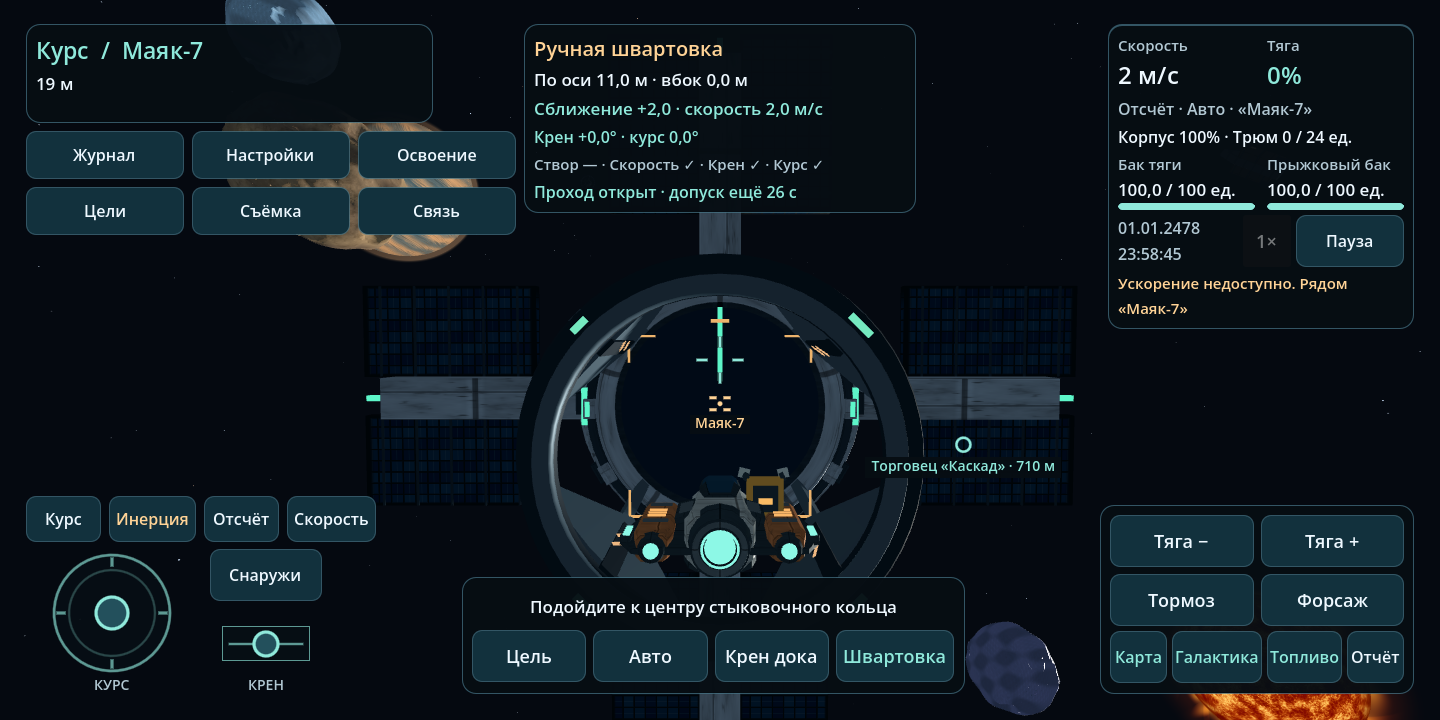 Курс / Маяк-7
19 м
Журнал
Настройки
Освоение
Цели
Съёмка
Связь
Ручная швартовка
По оси 11,0 м · вбок 0,0 м
Сближение +2,0 · скорость 2,0 м/с
Крен +0,0° · курс 0,0°
Створ — · Скорость ✓ · Крен ✓ · Курс ✓
Проход открыт · допуск ещё 26 с
Скорость Тяга
2 м/с 0%
Отсчёт · Авто · «Маяк-7»
Корпус 100% · Трюм 0 / 24 ед.
Бак тяги Прыжковый бак
100,0 / 100 ед. 100,0 / 100 ед.
01.01.2478
23:58:45
1×
Пауза
Ускорение недоступно. Рядом
«Маяк-7»
Маяк-7
Торговец «Каскад» · 710 м
Курс
Инерция
Отсчёт
Скорость
Снаружи
КУРС
КРЕН
Подойдите к центру стыковочного кольца
Цель
Авто
Крен дока
Швартовка
Тяга −
Тяга +
Тормоз
Форсаж
Карта
Галактика
Топливо
Отчёт